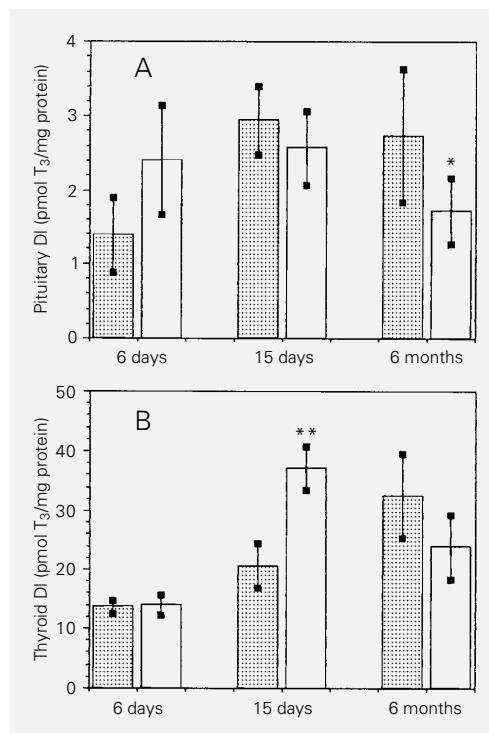 A
Pituitary DI (pmol T3/mg protein)
4
3
2
1
0
*
6 days 15 days 6 months
B
Thyroid DI (pmol T3/mg protein)
50
40
30
20
10
0
**
6 days 15 days 6 months